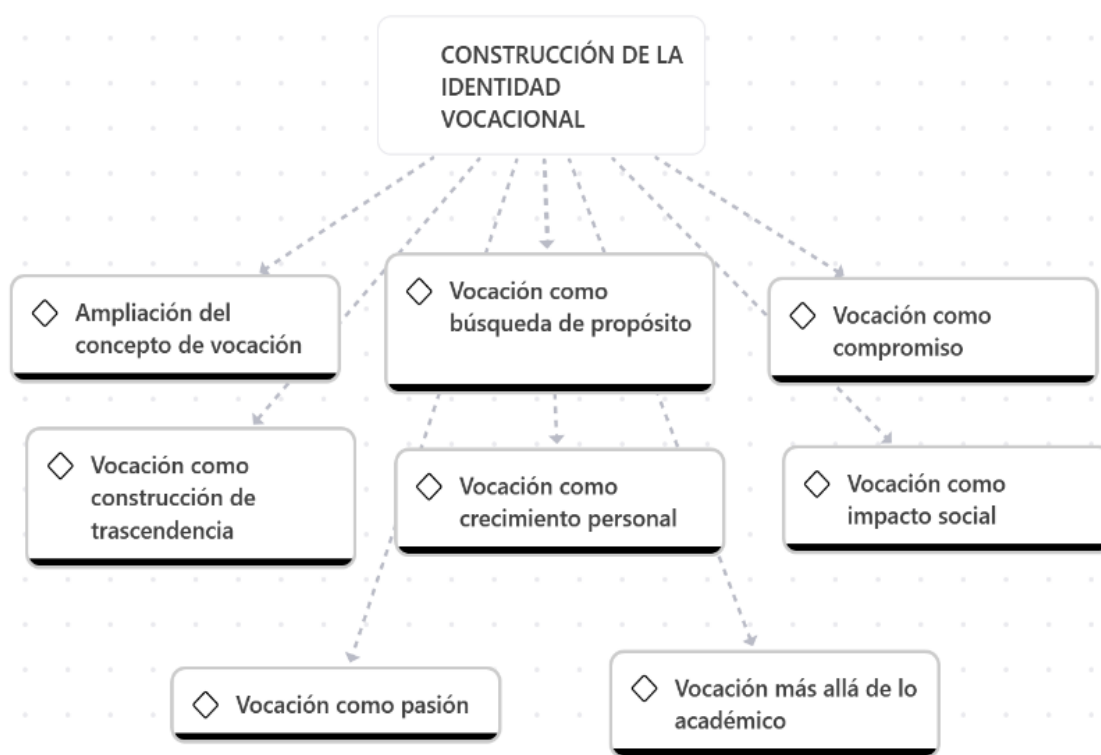 CONSTRUCCIÓN DE LA
IDENTIDAD
VOCACIONAL
Ampliación del
concepto de vocación
Vocación como
búsqueda de propósito
Vocación como
compromiso
Vocación como
construcción de
trascendencia
Vocación como
crecimiento personal
Vocación como
impacto social
Vocación como pasión
Vocación más allá de lo
académico